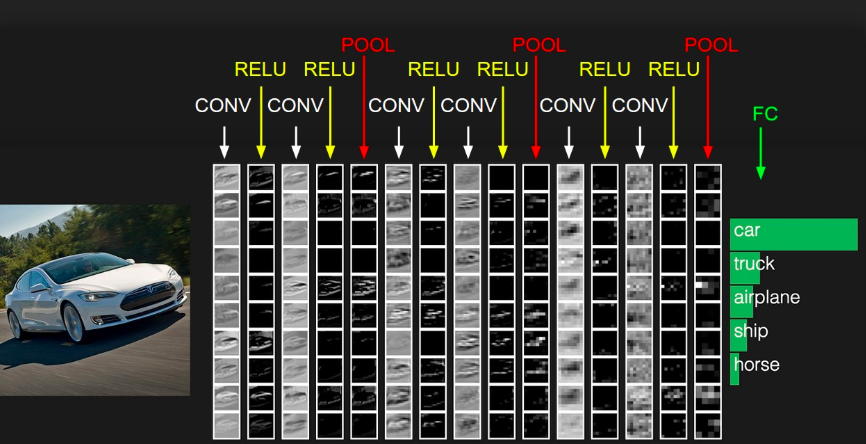 POOL POOL POOL
RELU RELU RELU RELU RELU RELU
CONV CONV CONV CONV CONV CONV
FC
car
truck
airplane
ship
horse